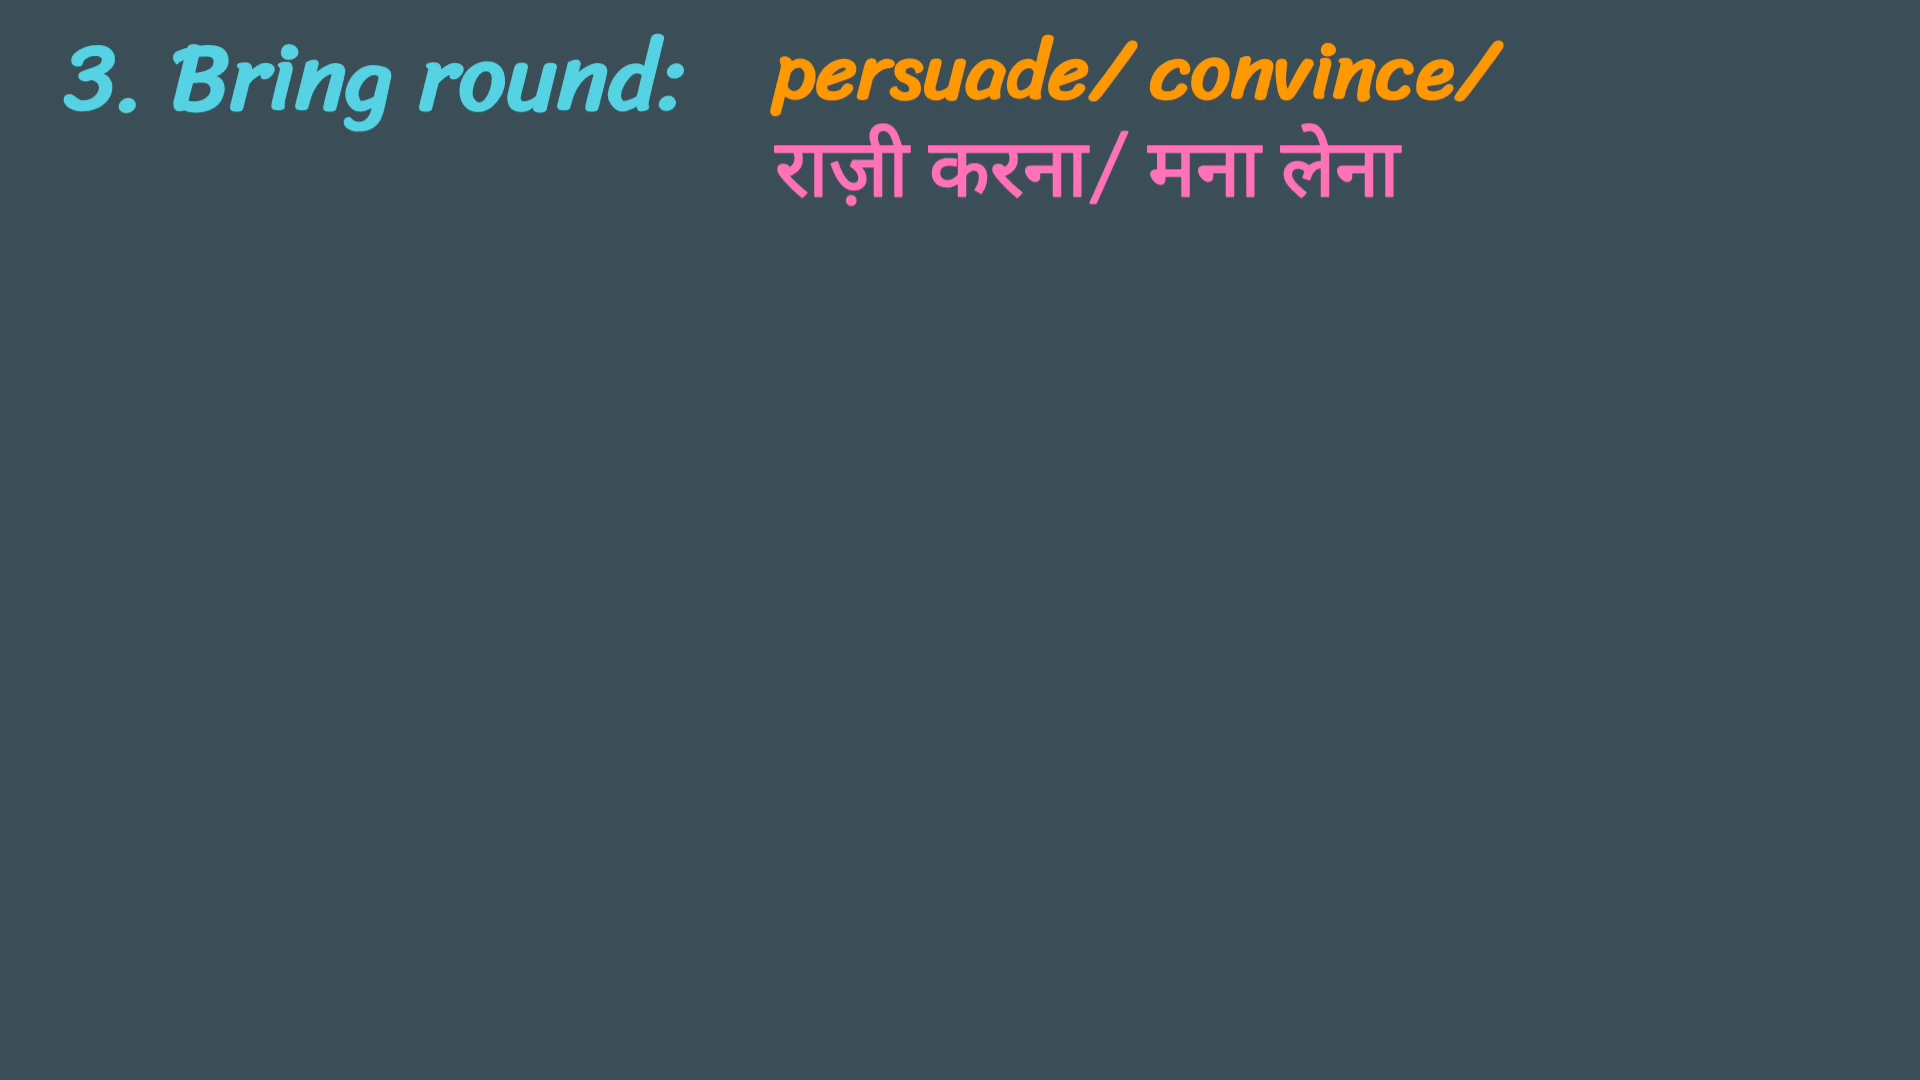 3. Bring round: persuade/ convince/
राज़ी करना/ मना लेना